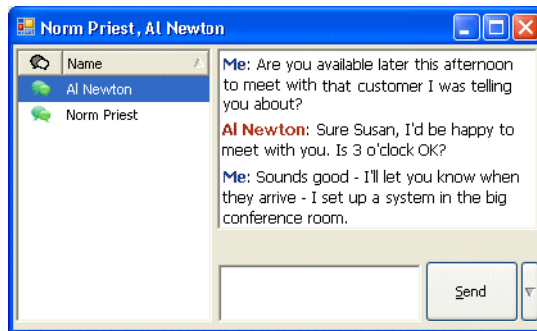 Norm Priest, Al Newton
Name
Al Newton
Norm Priest
Me: Are you available later this afternoon
to meet with that customer I was telling
you about?
Al Newton: Sure Susan, I'd be happy to
meet with you. Is 3 o'clock OK?
Me: Sounds good - I'll let you know when
they arrive - I set up a system in the big
conference room.
Send